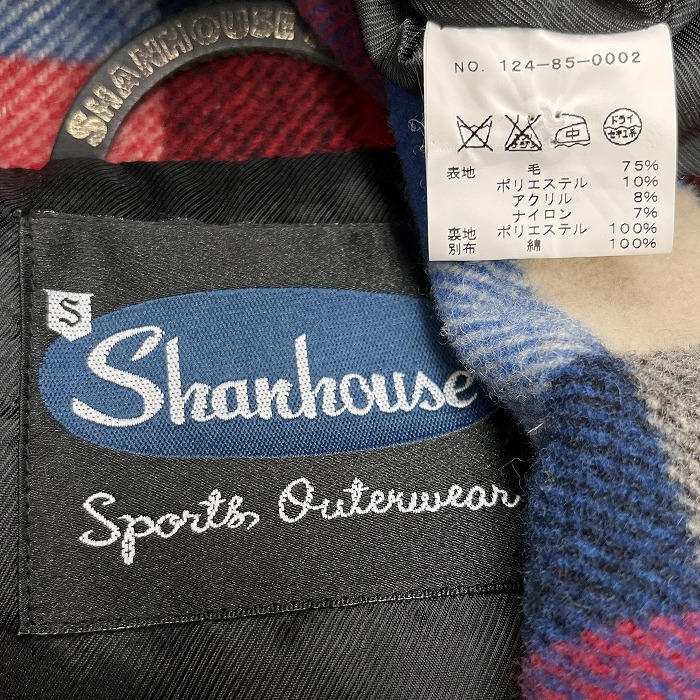 SHANHOUSE
NO. 124-85-0002
ドライ
セキユ系
表地 毛 75%
ポリエステル 10%
アクリル 8%
ナイロン 7%
裏地 ポリエステル 100%
別布 綿 100%
S
Shanhouse
Sports, Outerwear